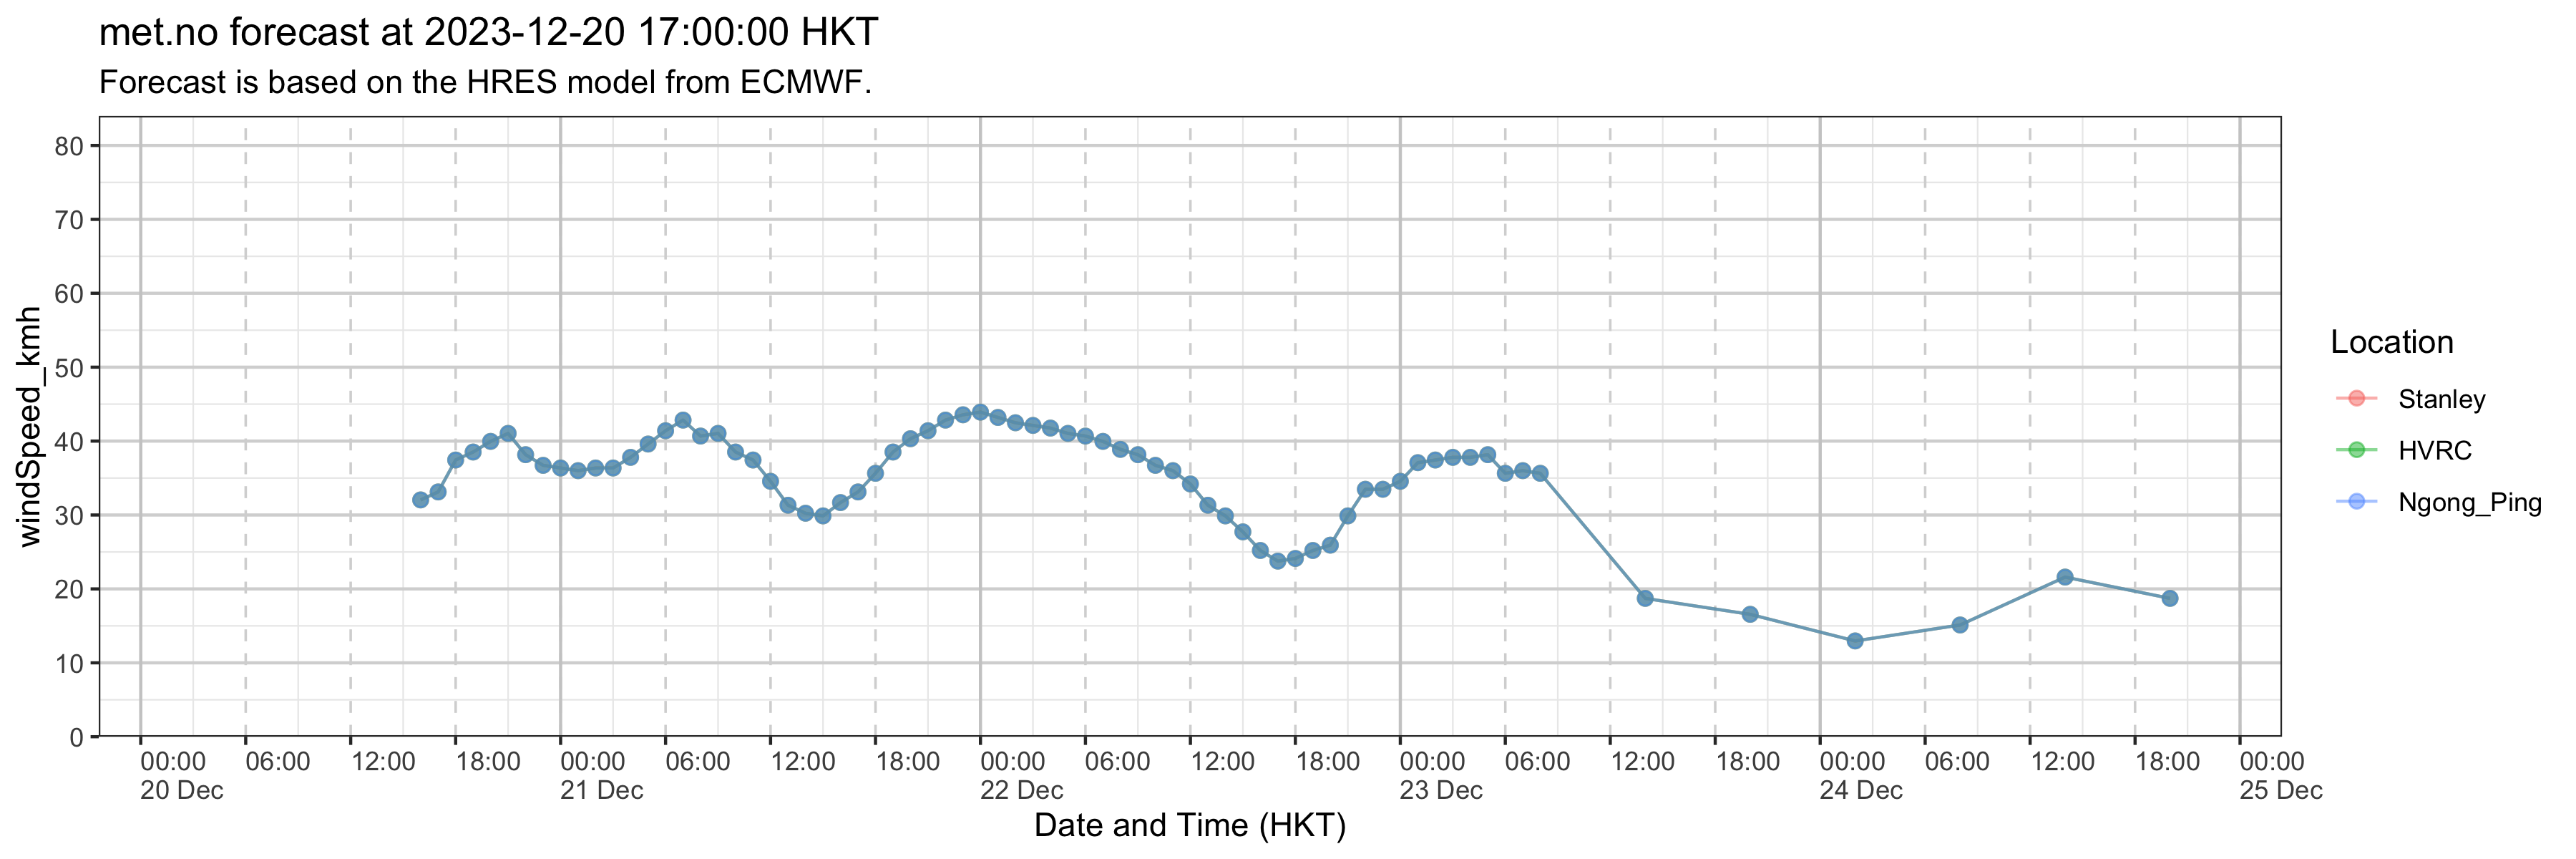 met.no forecast at 2023-12-20 17:00:00 HKT
Forecast is based on the HRES model from ECMWF.
windSpeed_kmh
80
70
60
50
40
30
20
10
0
00:00 06:00 12:00 18:00 00:00 06:00 12:00 18:00 00:00 06:00 12:00 18:00 00:00 06:00 12:00 18:00 00:00 06:00 12:00 18:00 00:00
20 Dec 21 Dec 22 Dec 23 Dec 24 Dec 25 Dec
Date and Time (HKT)
Location
Stanley
HVRC
Ngong_Ping